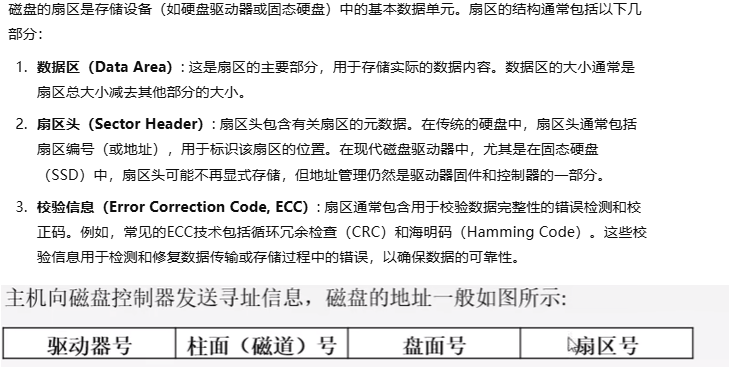 磁盘的扇区是存储设备（如硬盘驱动器或固态硬盘）中的基本数据单元。扇区的结构通常包括以下几
部分：
1. 数据区（Data Area）: 这是扇区的主要部分，用于存储实际的数据内容。数据区的大小通常是
扇区总大小减去其他部分的大小。
2. 扇区头（Sector Header）: 扇区头包含有关扇区的元数据。在传统的硬盘中，扇区头通常包括
扇区编号（或地址），用于标识该扇区的位置。在现代磁盘驱动器中，尤其是在固态硬盘
（SSD）中，扇区头可能不再显式存储，但地址管理仍然是驱动器固件和控制器的一部分。
3. 校验信息（Error Correction Code, ECC）: 扇区通常包含用于校验数据完整性的错误检测和校
正码。例如，常见的ECC技术包括循环冗余检查（CRC）和海明码（Hamming Code）。这些校
验信息用于检测和修复数据传输或存储过程中的错误，以确保数据的可靠性。
主机向磁盘控制器发送寻址信息，磁盘的地址一般如图所示:
驱动器号 柱面（磁道）号 盘面号 扇区号